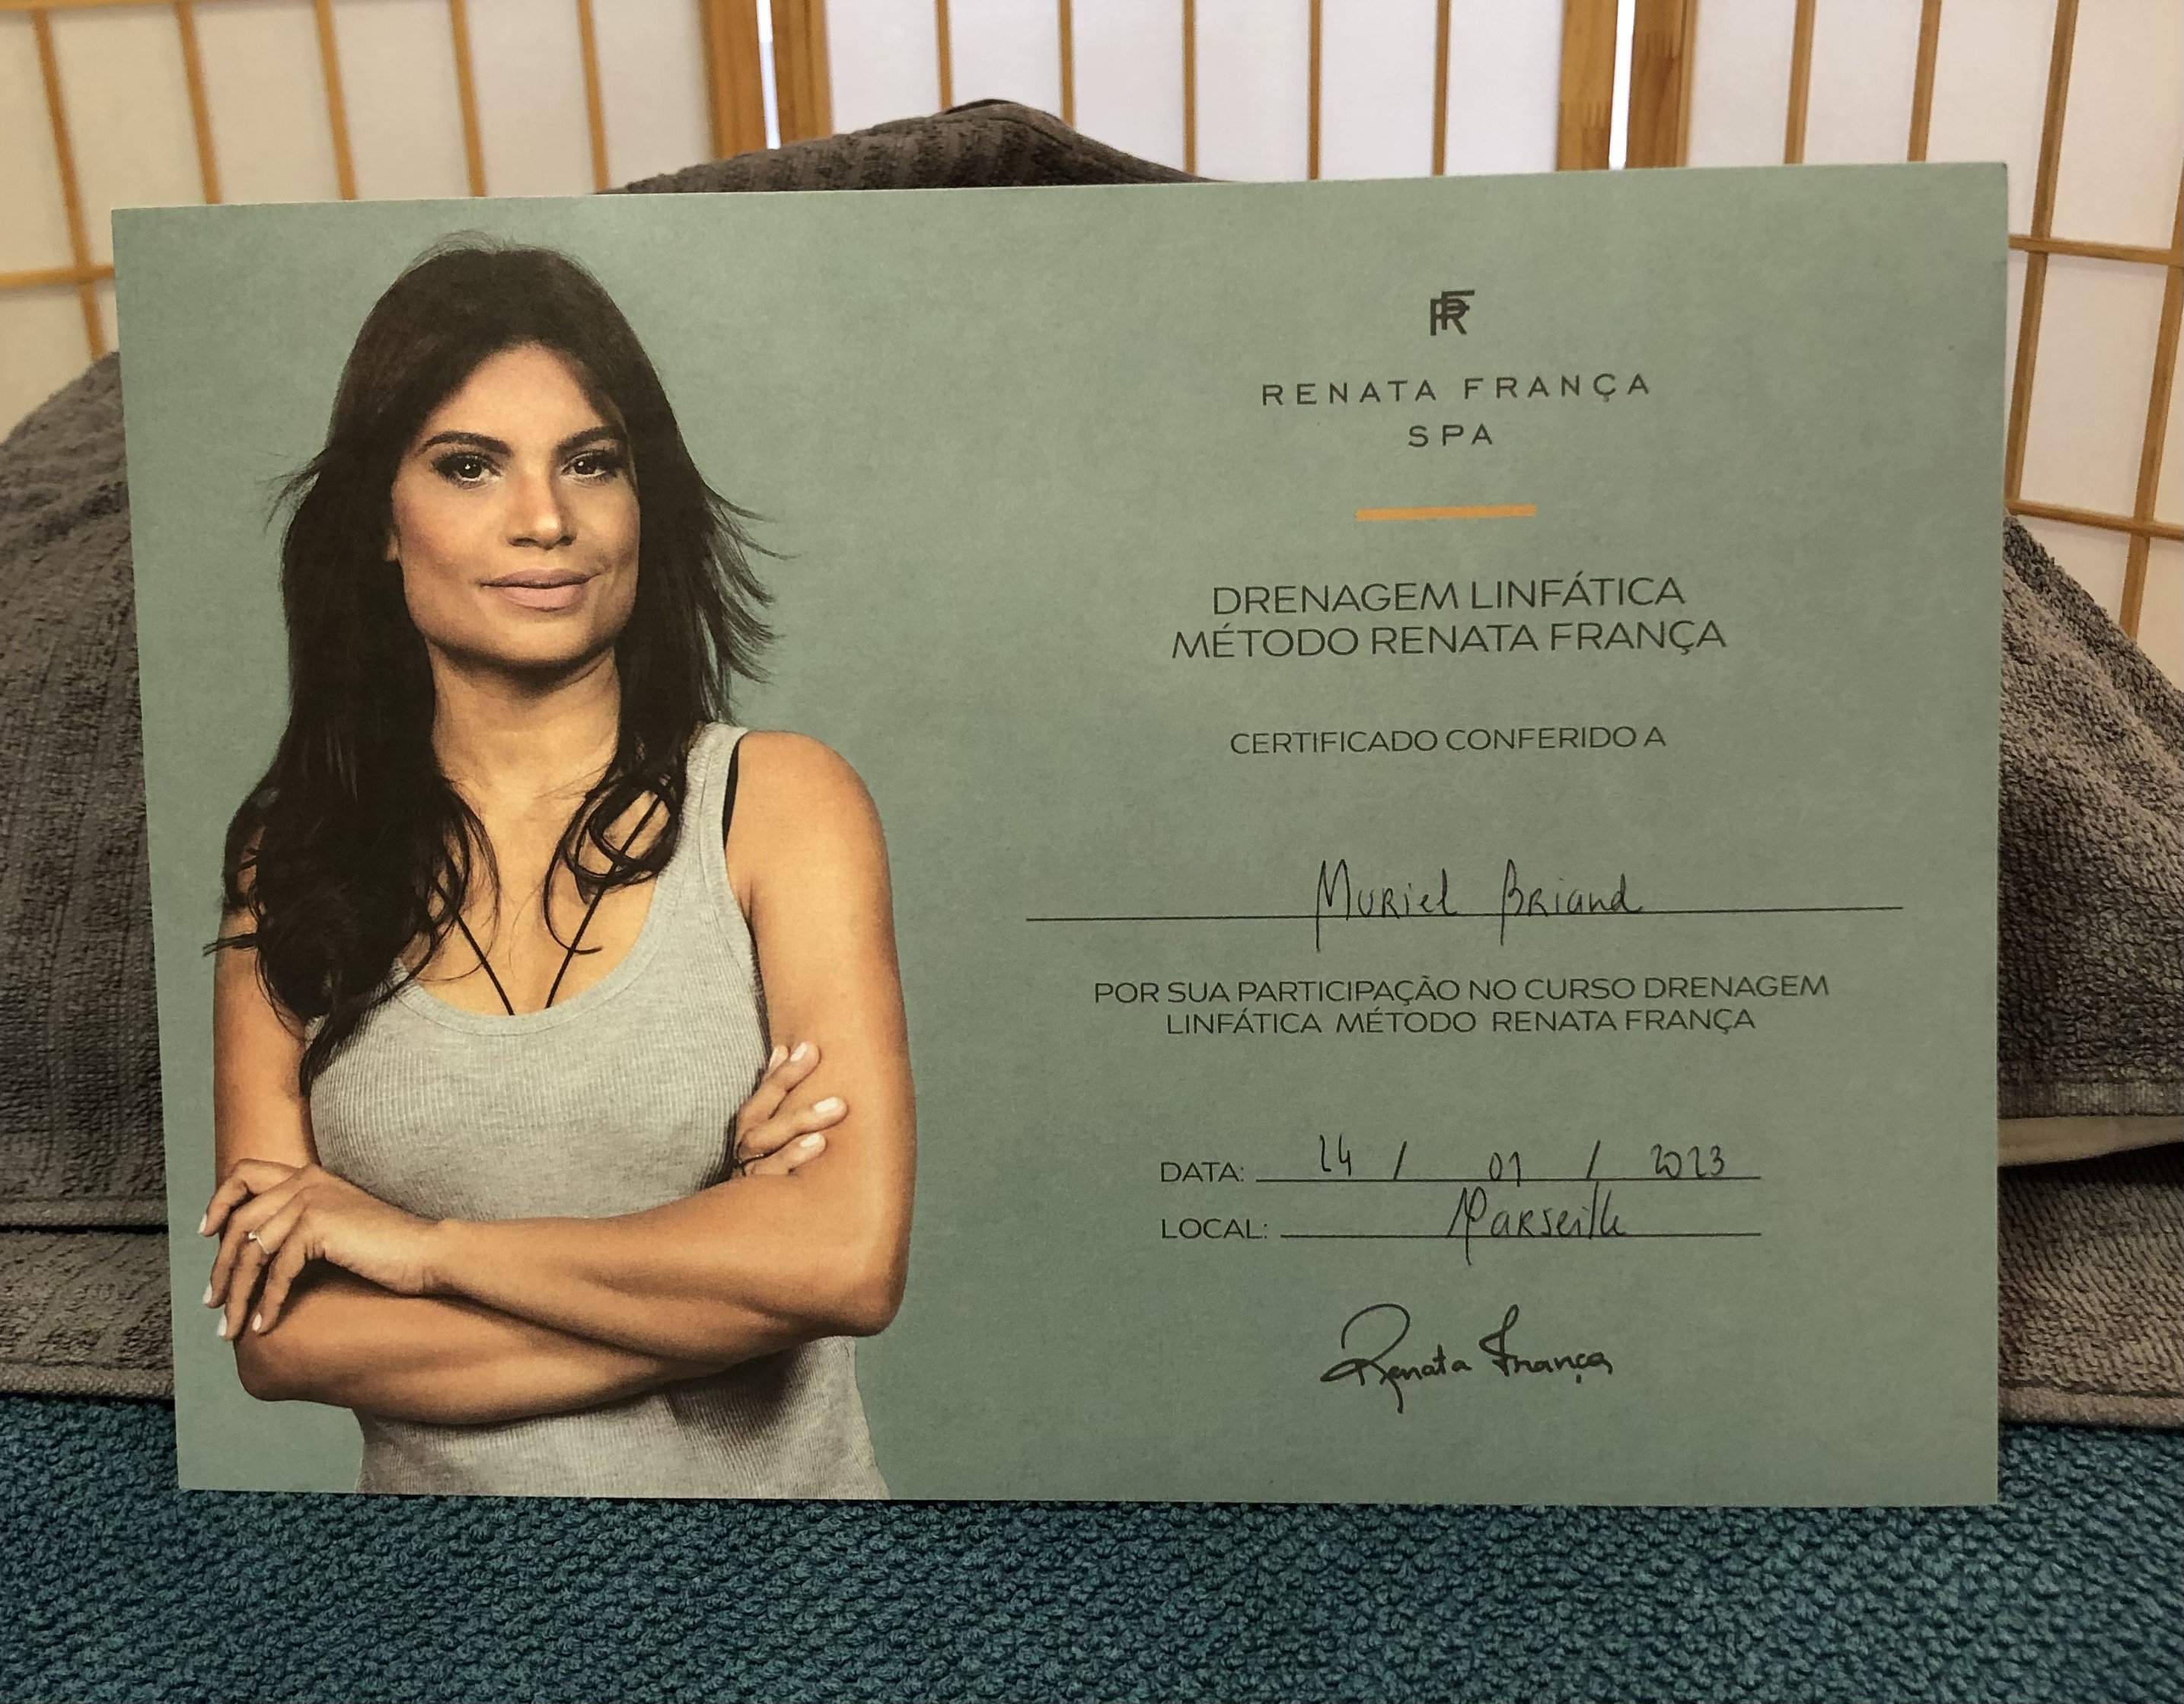 RF
RENATA FRANÇA
SPA
DRENAGEM LINFÁTICA
MÉTODO RENATA FRANÇA
CERTIFICADO CONFERIDO A
Muriel Briand
POR SUA PARTICIPAÇÃO NO CURSO DRENAGEM
LINFÁTICA MÉTODO RENATA FRANÇA
DATA: 24 / 01 / 2023
LOCAL: Marseille
Renata França